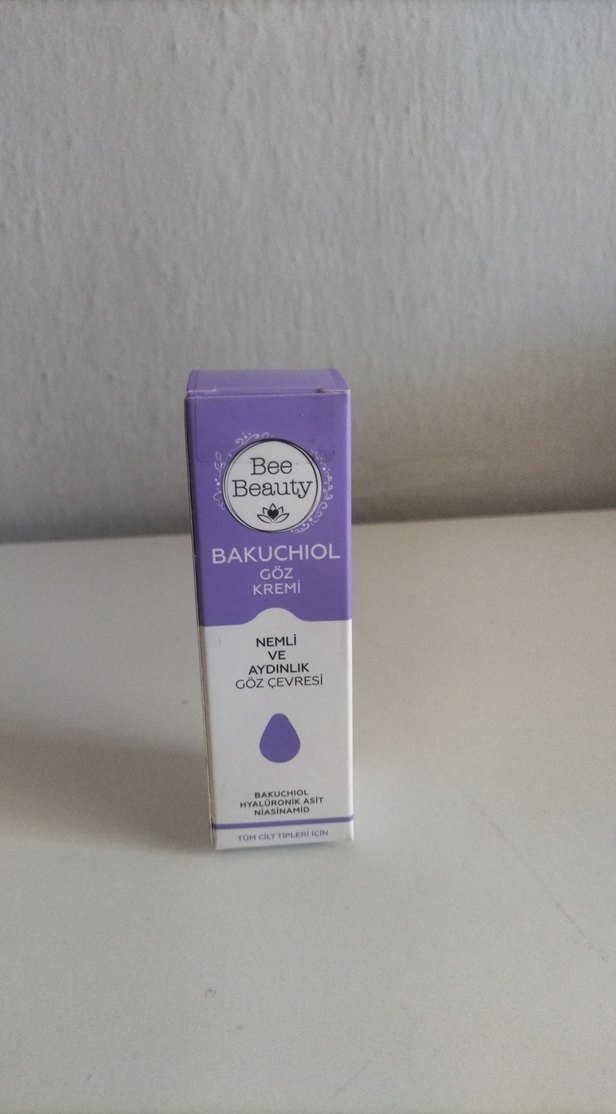 Bee
Beauty
BAKUCHIOL
GÖZ
KREMİ
NEMLİ
VE
AYDINLIK
GÖZ ÇEVRESİ
BAKUCHIOL
HYALÜRONİK ASİT
NİASİNAMİD
TÜM CİLT TİPLERİ İÇİN